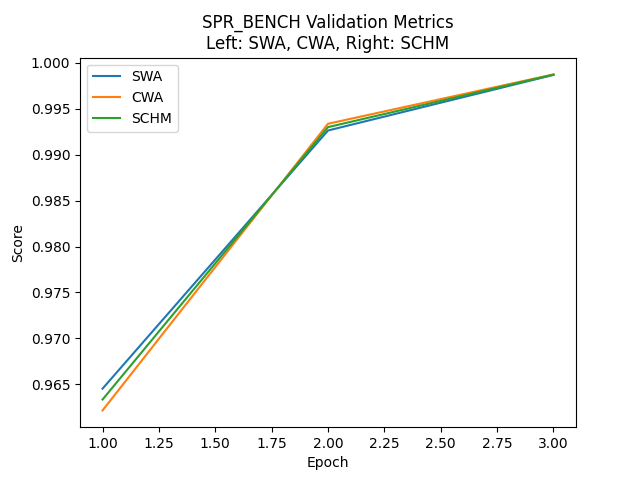 SPR_BENCH Validation Metrics
Left: SWA, CWA, Right: SCHM
SWA
CWA
SCHM
1.000
0.995
0.990
0.985
0.980
0.975
0.970
0.965
Score
1.00 1.25 1.50 1.75 2.00 2.25 2.50 2.75 3.00
Epoch